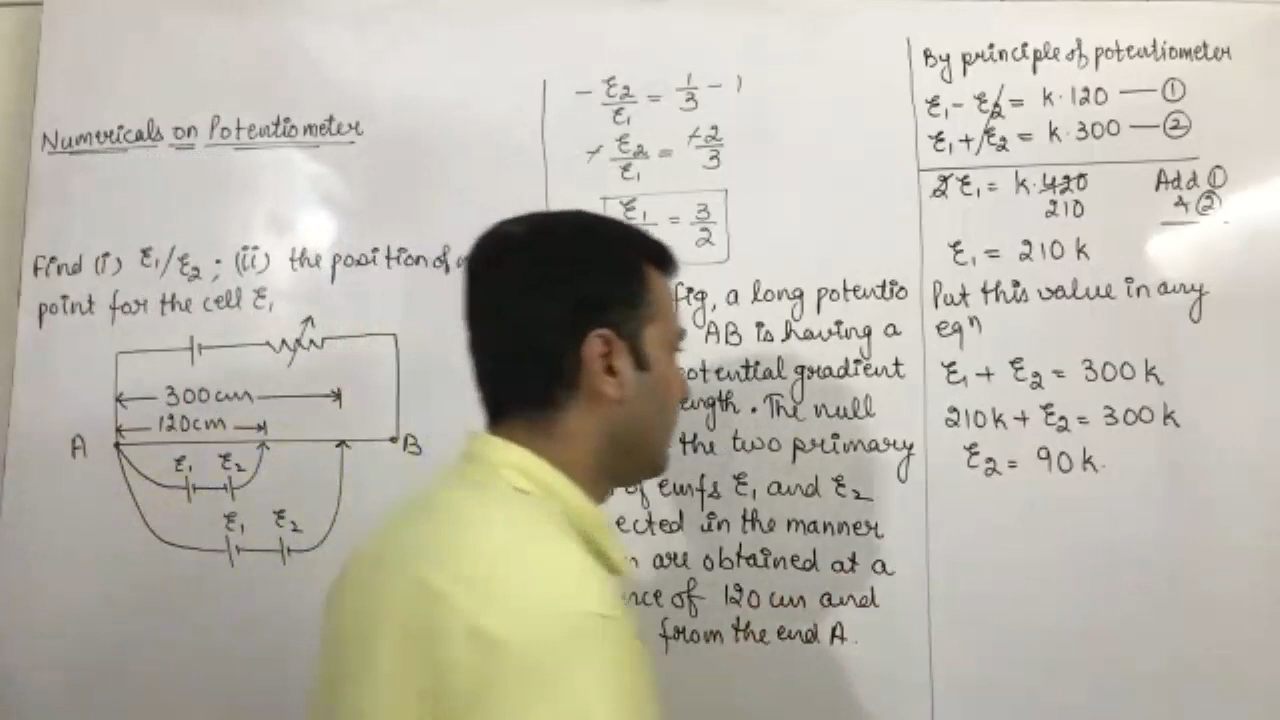 Numericals on Potentiometer
Find (i) ε₁/ε₂ ; (ii) the position of
point for the cell ε₁
300cm
120cm
A
B
ε₁ ε₂
ε₁ ε₂
- ε₂/ε₁ = 1/3 - 1
+ ε₂/ε₁ = +2/3
ε₁ = 3/2
fig, a long potentio
AB is having a
potential gradient
length. The null
the two primary
of emfs ε₁ and ε₂
ected in the manner
are obtained at a
nce of 120 cm and
from the end A.
By principle of potentiometer
ε₁ - ε₂ = k.120 — ①
ε₁ + ε₂ = k.300 — ②
2ε₁ = k.420 Add ①
210 & ②
ε₁ = 210 k
Put this value in any
eqⁿ
ε₁ + ε₂ = 300 k
210k + ε₂ = 300 k
ε₂ = 90 k.